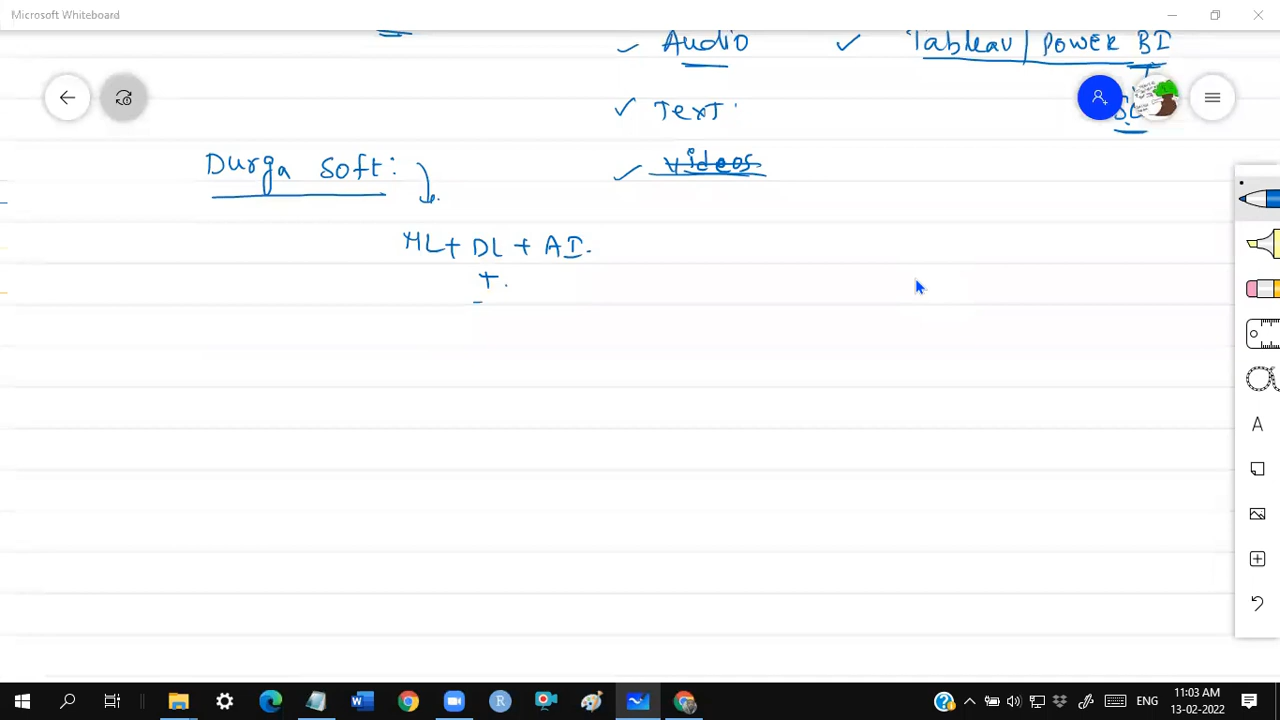 Microsoft Whiteboard
Audio
Tableau | POWER BI
Text
Durga Soft:
Videos
ML + DL + AI.
+.
A
ENG
11:03 AM
13-02-2022